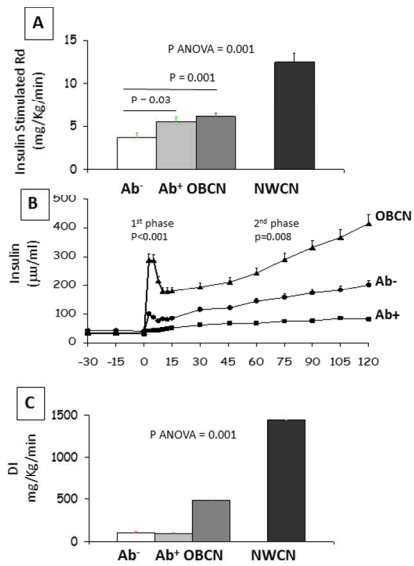 A
Insulin Stimulated Rd
(mg/Kg/min)
15
10
5
0
P ANOVA = 0.001
P = 0.001
P − 0.03
Ab⁻ Ab⁺ OBCN NWCN
B
Insulin
(μu/ml)
500
400
300
200
100
0
1st phase
P<0.001
2nd phase
p=0.008
OBCN
Ab-
Ab+
-30 -15 0 15 30 45 60 75 90 105 120
C
DI
mg/Kg/min
1500
1000
500
0
P ANOVA = 0.001
Ab⁻ Ab⁺ OBCN NWCN